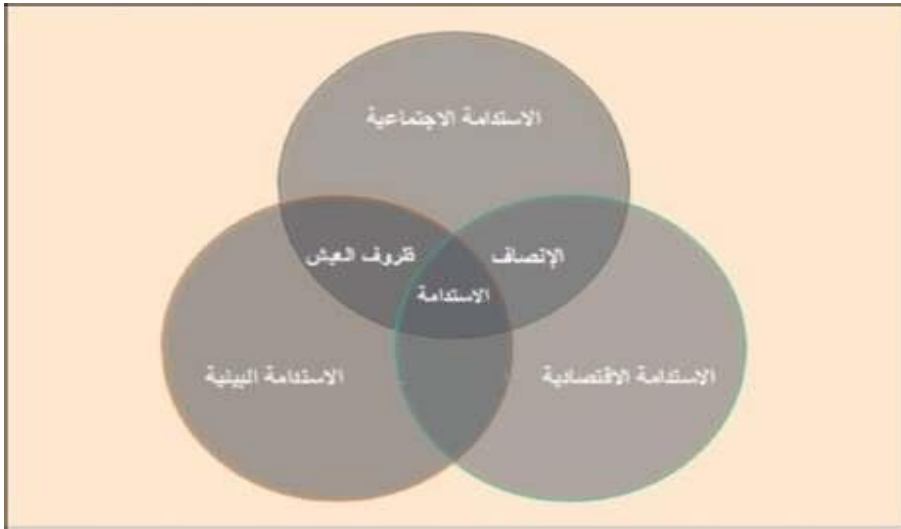 الاستدامة الاجتماعية
الإنصاف
ظروف العيش
الاستدامة
الاستدامة الاقتصادية
الاستدامة البيئية